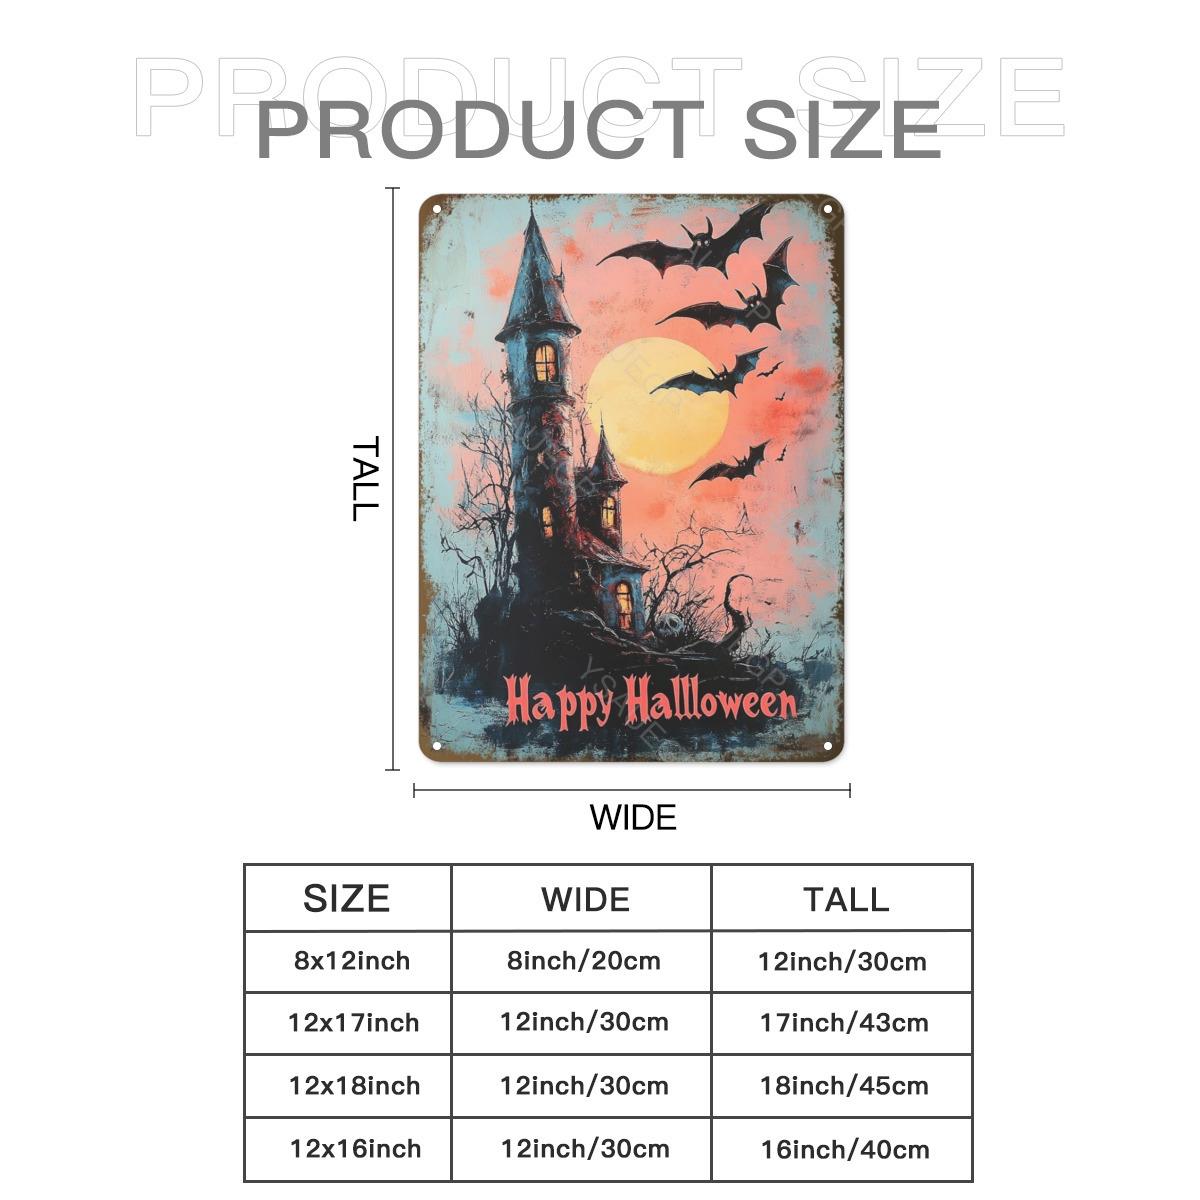 PRODUCT SIZE
PRODUCT SIZE
TALL
Happy Hallloween
WIDE
SIZE WIDE TALL
8x12inch 8inch/20cm 12inch/30cm
12x17inch 12inch/30cm 17inch/43cm
12x18inch 12inch/30cm 18inch/45cm
12x16inch 12inch/30cm 16inch/40cm